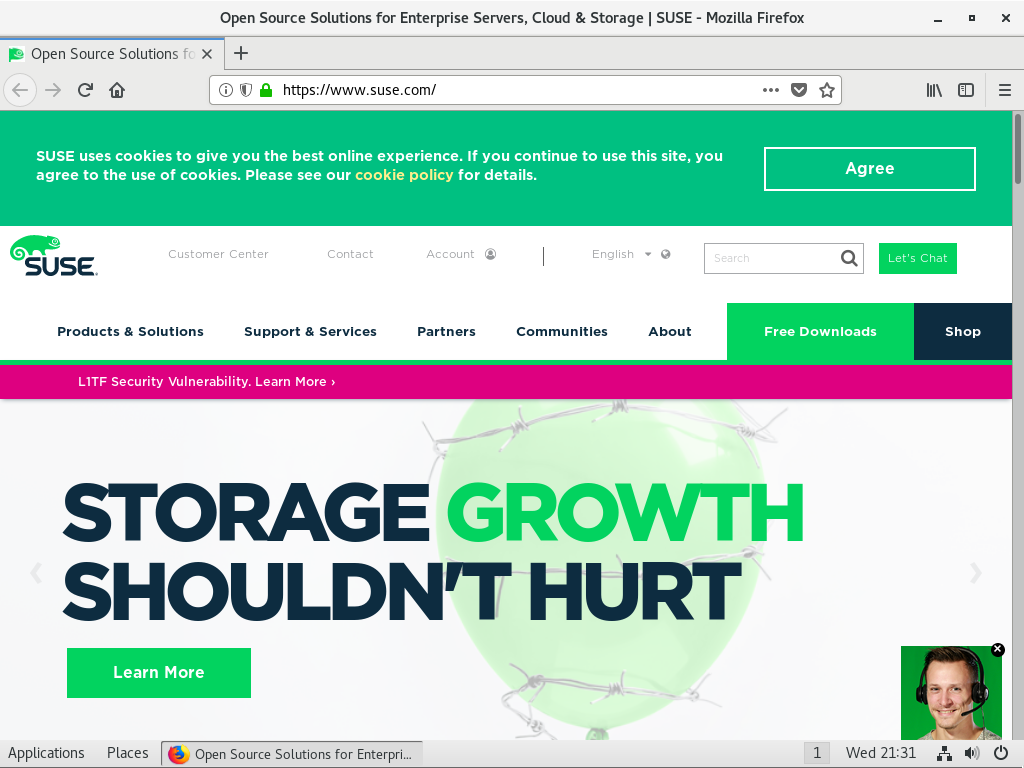 Open Source Solutions for Enterprise Servers, Cloud & Storage | SUSE - Mozilla Firefox
Open Source Solutions fo
https://www.suse.com/
SUSE uses cookies to give you the best online experience. If you continue to use this site, you
agree to the use of cookies. Please see our cookie policy for details.
Agree
SUSE
Customer Center
Contact
Account
English
Search
Let's Chat
Products & Solutions
Support & Services
Partners
Communities
About
Free Downloads
Shop
L1TF Security Vulnerability. Learn More ›
STORAGE GROWTH
SHOULDN'T HURT
Learn More
Applications
Places
Open Source Solutions for Enterpri...
1
Wed 21:31